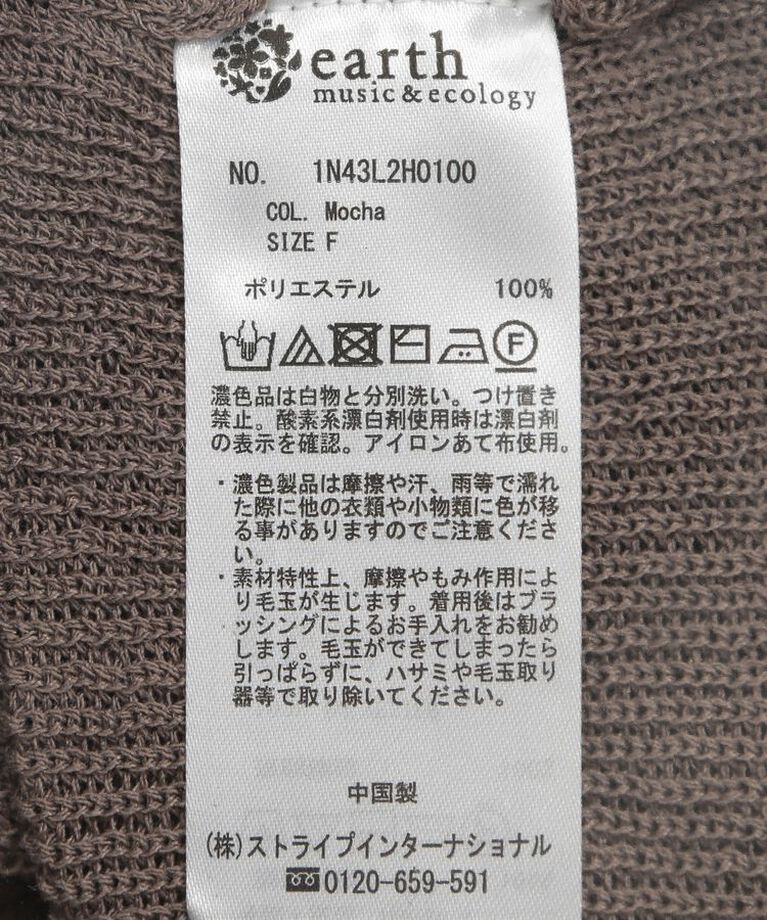 earth
music&ecology
NO. 1N43L2H0100
COL. Mocha
SIZE F
ポリエステル 100%
F
濃色品は白物と分別洗い。つけ置き
禁止。酸素系漂白剤使用時は漂白剤
の表示を確認。アイロンあて布使用。
・濃色製品は摩擦や汗、雨等で濡れ
た際に他の衣類や小物類に色が移
る事がありますのでご注意くださ
い。
・素材特性上、摩擦やもみ作用によ
り毛玉が生じます。着用後はブラ
ッシングによるお手入れをお勧め
します。毛玉ができてしまったら
引っぱらずに、ハサミや毛玉取り
器等で取り除いてください。
中国製
(株)ストライプインターナショナル
0120-659-591